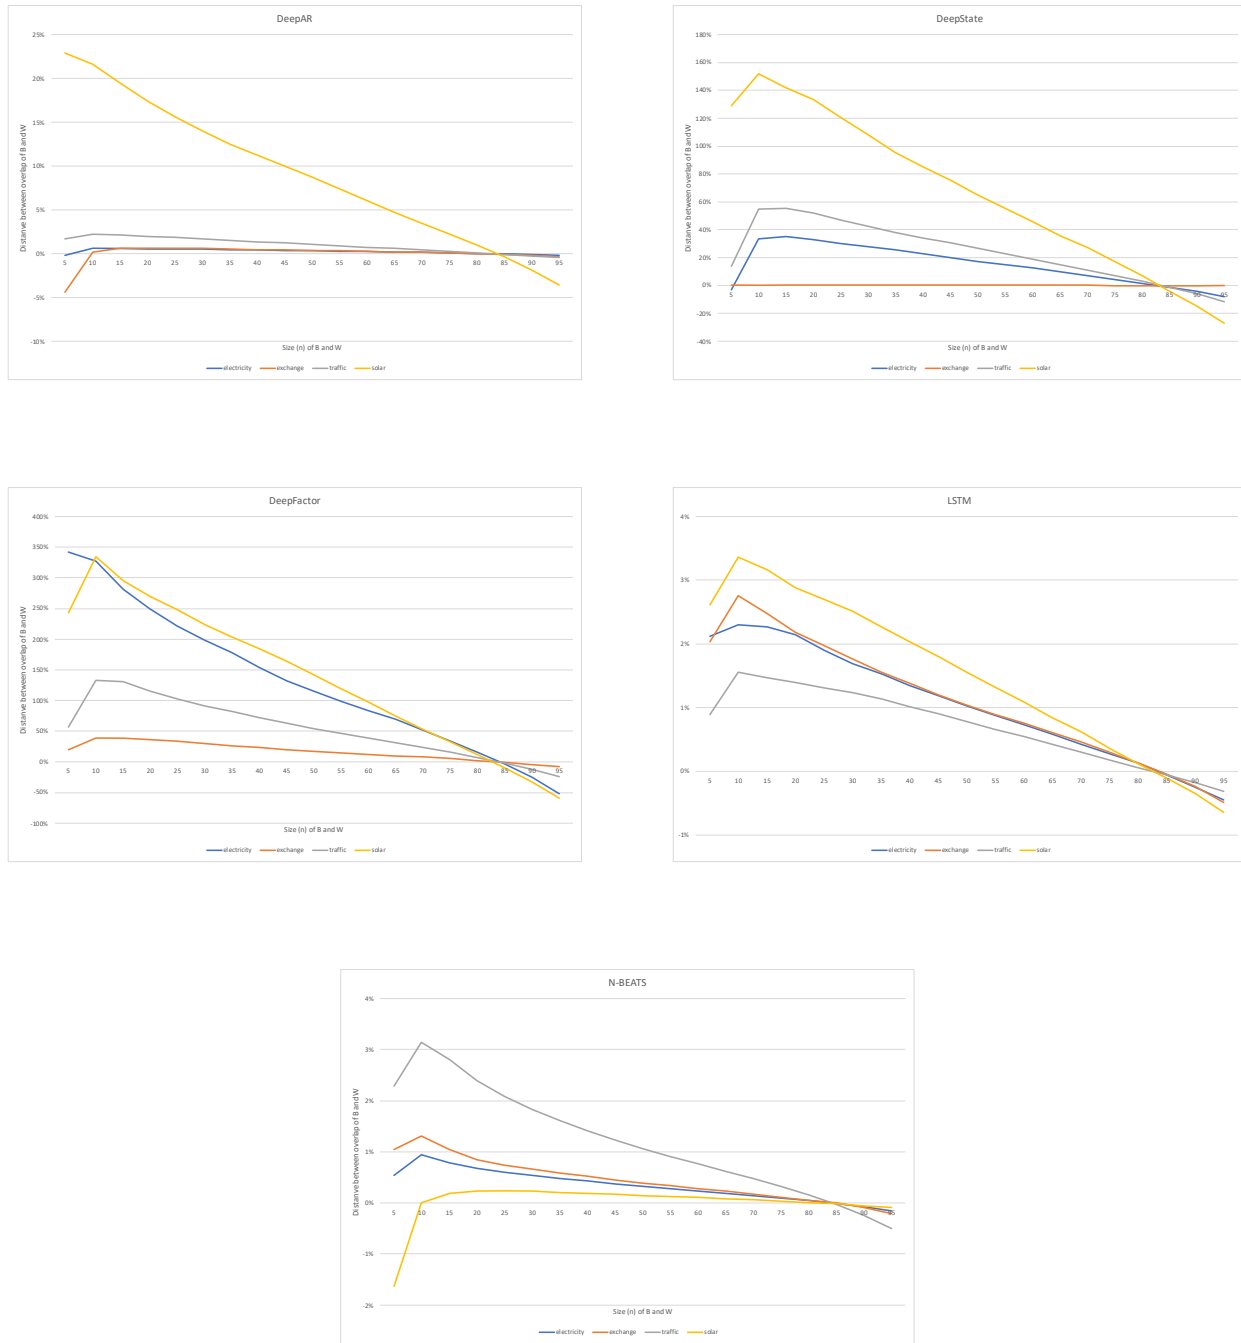 DeepAR
25%
20%
15%
10%
5%
0%
-5%
-10%
Distanve between overlap of B and W
5 10 15 20 25 30 35 40 45 50 55 60 65 70 75 80 85 90 95
Size (n) of B and W
electricity exchange traffic solar
DeepState
180%
160%
140%
120%
100%
80%
60%
40%
20%
0%
-20%
-40%
Distanve between overlap of B and W
5 10 15 20 25 30 35 40 45 50 55 60 65 70 75 80 85 90 95
Size (n) of B and W
electricity exchange traffic solar
DeepFactor
400%
350%
300%
250%
200%
150%
100%
50%
0%
-50%
-100%
Distanve between overlap of B and W
5 10 15 20 25 30 35 40 45 50 55 60 65 70 75 80 85 90 95
Size (n) of B and W
electricity exchange traffic solar
LSTM
4%
3%
2%
1%
0%
-1%
5 10 15 20 25 30 35 40 45 50 55 60 65 70 75 80 85 90 95
electricity exchange traffic solar
N-BEATS
4%
3%
2%
1%
0%
-1%
-2%
Distanve between overlap of B and W
5 10 15 20 25 30 35 40 45 50 55 60 65 70 75 80 85 90 95
Size (n) of B and W
electricity exchange traffic solar